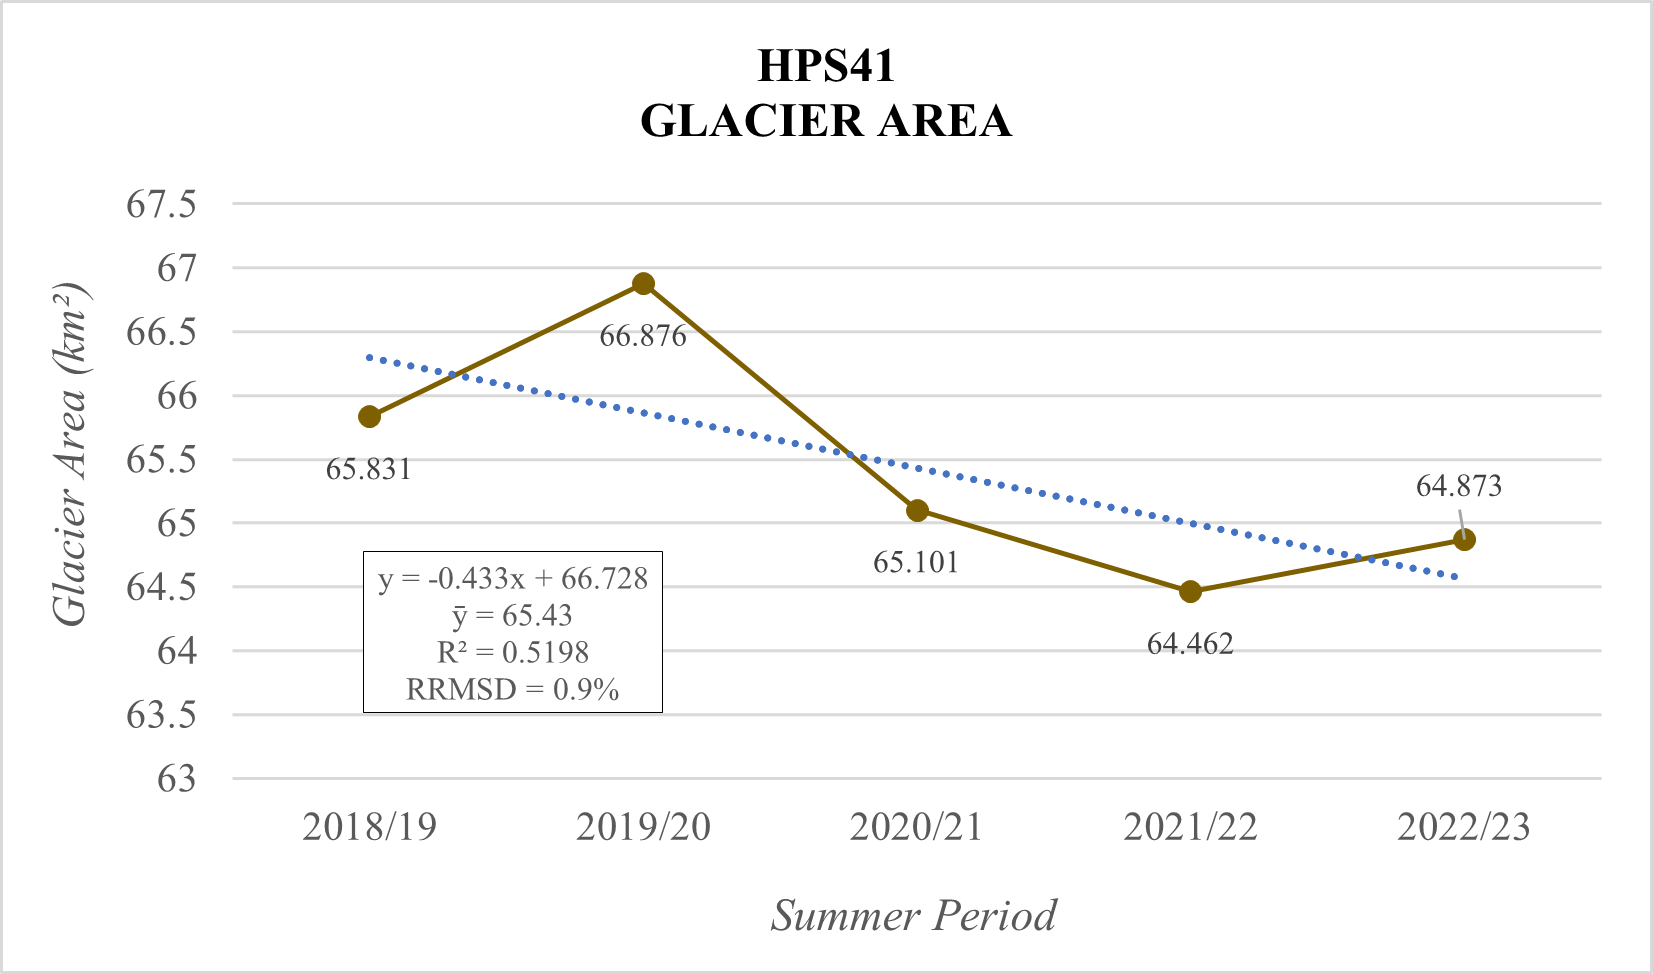 HPS41
GLACIER AREA
Glacier Area (km²)
67.5
67
66.5
66
65.5
65
64.5
64
63.5
63
65.831
66.876
65.101
64.462
64.873
y = -0.433x + 66.728
ȳ = 65.43
R² = 0.5198
RRMSD = 0.9%
2018/19 2019/20 2020/21 2021/22 2022/23
Summer Period